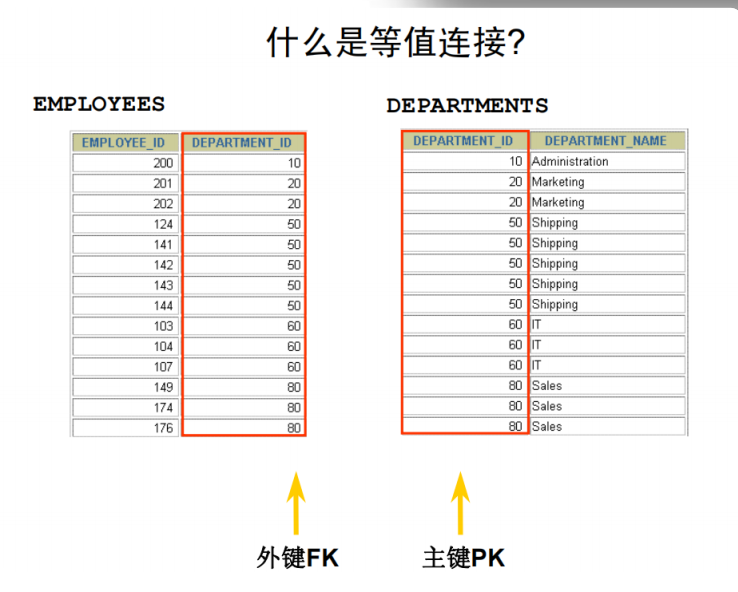 什么是等值连接?
EMPLOYEES
EMPLOYEE_ID DEPARTMENT_ID
200 10
201 20
202 20
124 50
141 50
142 50
143 50
144 50
103 60
104 60
107 60
149 80
174 80
176 80
DEPARTMENTS
DEPARTMENT_ID DEPARTMENT_NAME
10 Administration
20 Marketing
20 Marketing
50 Shipping
50 Shipping
50 Shipping
50 Shipping
50 Shipping
60 IT
60 IT
60 IT
80 Sales
80 Sales
80 Sales
外键FK
主键PK